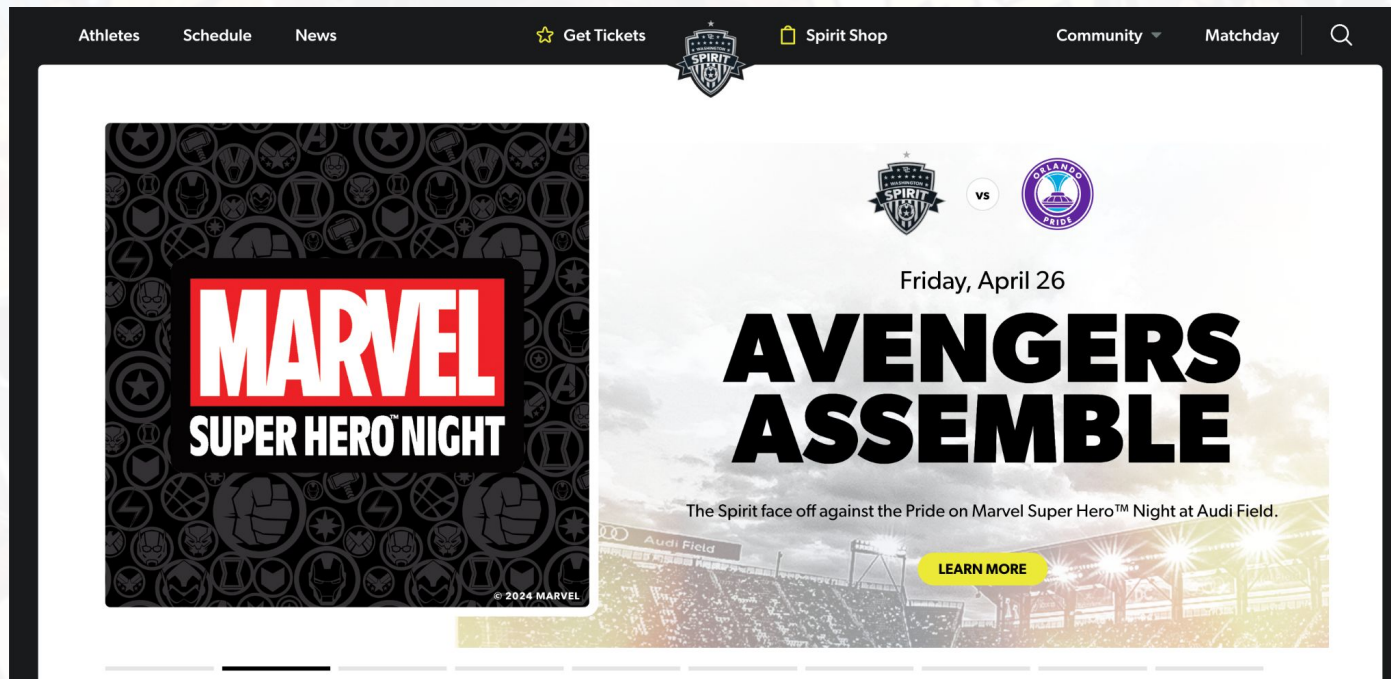 Athletes
Schedule
News
Get Tickets
WASHINGTON
SPIRIT
Spirit Shop
Community
Matchday
MARVEL
SUPER HERO™ NIGHT
© 2024 MARVEL
WASHINGTON
SPIRIT
vs
ORLANDO
PRIDE
Friday, April 26
AVENGERS
ASSEMBLE
The Spirit face off against the Pride on Marvel Super Hero™ Night at Audi Field.
Audi Field
LEARN MORE